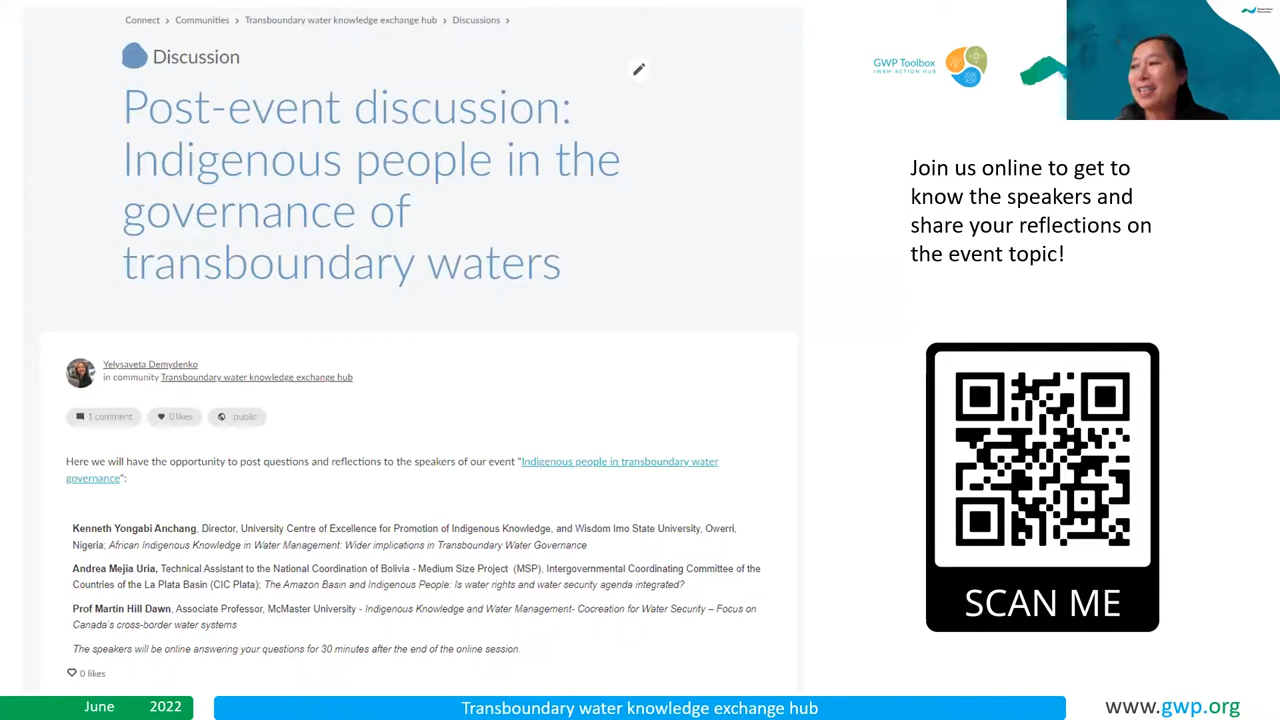 Connect > Communities > Transboundary water knowledge exchange hub > Discussions >
Discussion
Post-event discussion:
Indigenous people in the
governance of
transboundary waters
Yelysaveta Demydenko
in community Transboundary water knowledge exchange hub
1 comment
0 likes
public
Here we will have the opportunity to post questions and reflections to the speakers of our event "Indigenous people in transboundary water
governance":
Kenneth Yongabi Anchang, Director, University Centre of Excellence for Promotion of Indigenous Knowledge, and Wisdom Imo State University, Owerri,
Nigeria; African Indigenous Knowledge in Water Management: Wider implications in Transboundary Water Governance
Andrea Mejia Uria, Technical Assistant to the National Coordination of Bolivia - Medium Size Project (MSP), Intergovernmental Coordinating Committee of the
Countries of the La Plata Basin (CIC Plata); The Amazon Basin and Indigenous People: Is water rights and water security agenda integrated?
Prof Martin Hill Dawn, Associate Professor, McMaster University - Indigenous Knowledge and Water Management- Cocreation for Water Security – Focus on
Canada's cross-border water systems
The speakers will be online answering your questions for 30 minutes after the end of the online session.
0 likes
GWP Toolbox
IWRM ACTION HUB
Join us online to get to
know the speakers and
share your reflections on
the event topic!
SCAN ME
June 2022
Transboundary water knowledge exchange hub
www.gwp.org